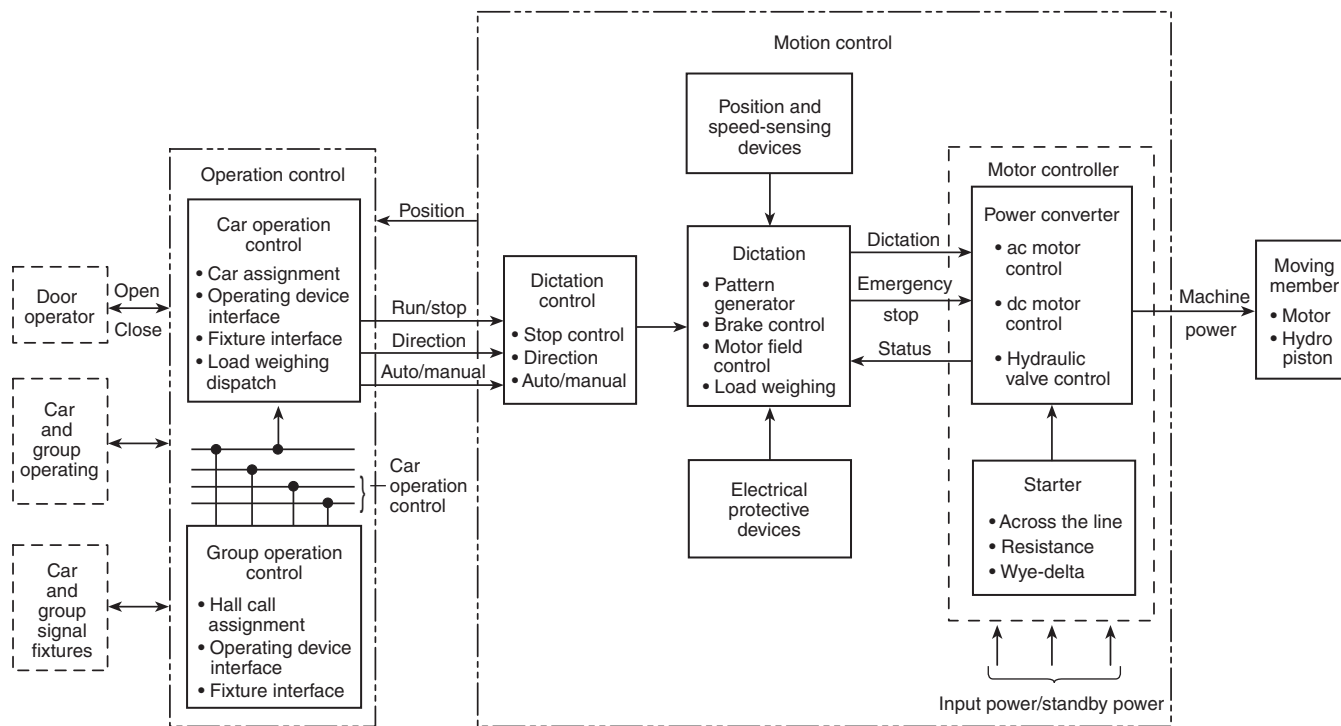 Motion control
Position and
speed-sensing
devices
Operation control
Motor controller
Position
Car operation
control
• Car assignment
• Operating device
interface
• Fixture interface
• Load weighing
dispatch
Door
operator
Open
Close
Run/stop
Direction
Auto/manual
Dictation
control
• Stop control
• Direction
• Auto/manual
Dictation
• Pattern
generator
• Brake control
• Motor field
control
• Load weighing
Dictation
Emergency
stop
Status
Power converter
• ac motor
control
• dc motor
control
• Hydraulic
valve control
Machine
power
Moving
member
• Motor
• Hydro
piston
Car
and
group
operating
Car
operation
control
Electrical
protective
devices
Starter
• Across the line
• Resistance
• Wye-delta
Car
and
group
signal
fixtures
Group operation
control
• Hall call
assignment
• Operating device
interface
• Fixture interface
Input power/standby power